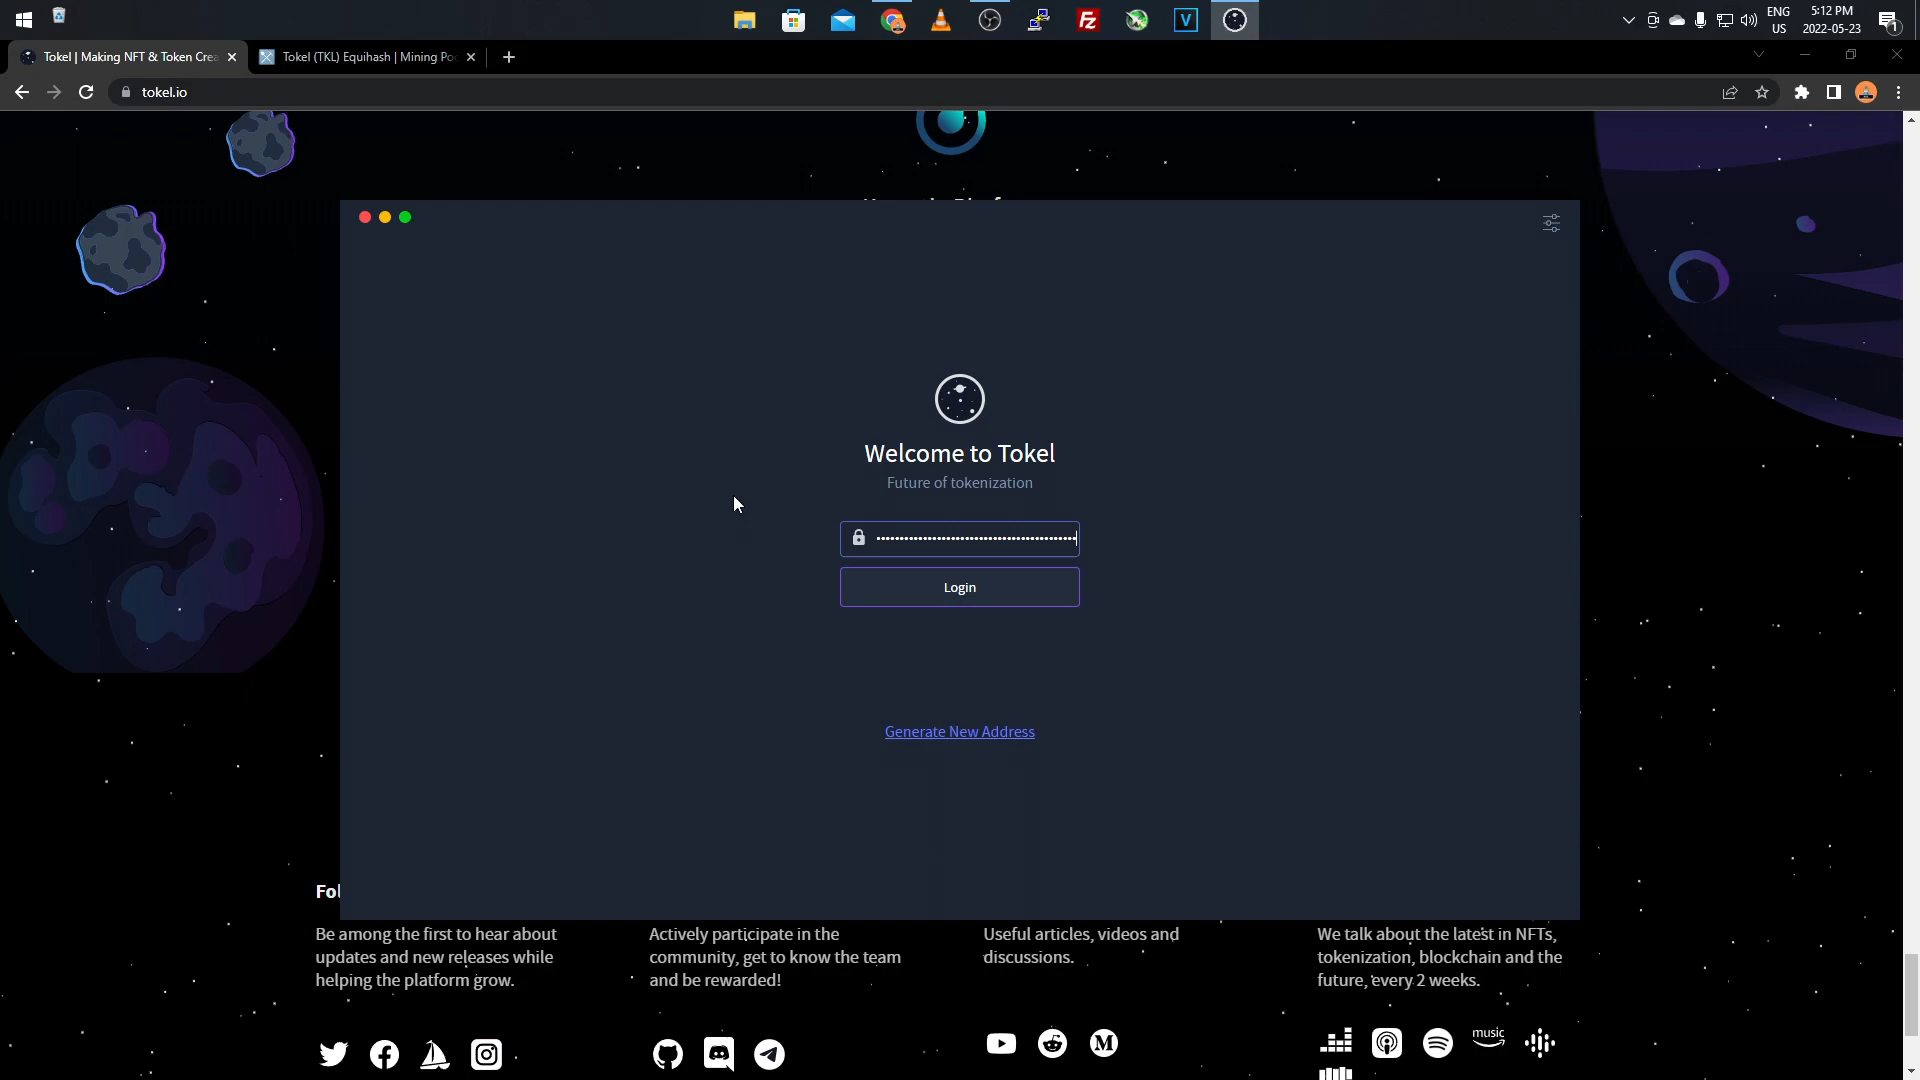 ENG
US
5:12 PM
2022-05-23
1
Tokel | Making NFT & Token Crea
Tokel (TKL) Equihash | Mining Poo
tokel.io
Welcome to Tokel
Future of tokenization
Login
Generate New Address
Fol
Be among the first to hear about
updates and new releases while
helping the platform grow.
Actively participate in the
community, get to know the team
and be rewarded!
Useful articles, videos and
discussions.
We talk about the latest in NFTs,
tokenization, blockchain and the
future, every 2 weeks.
music